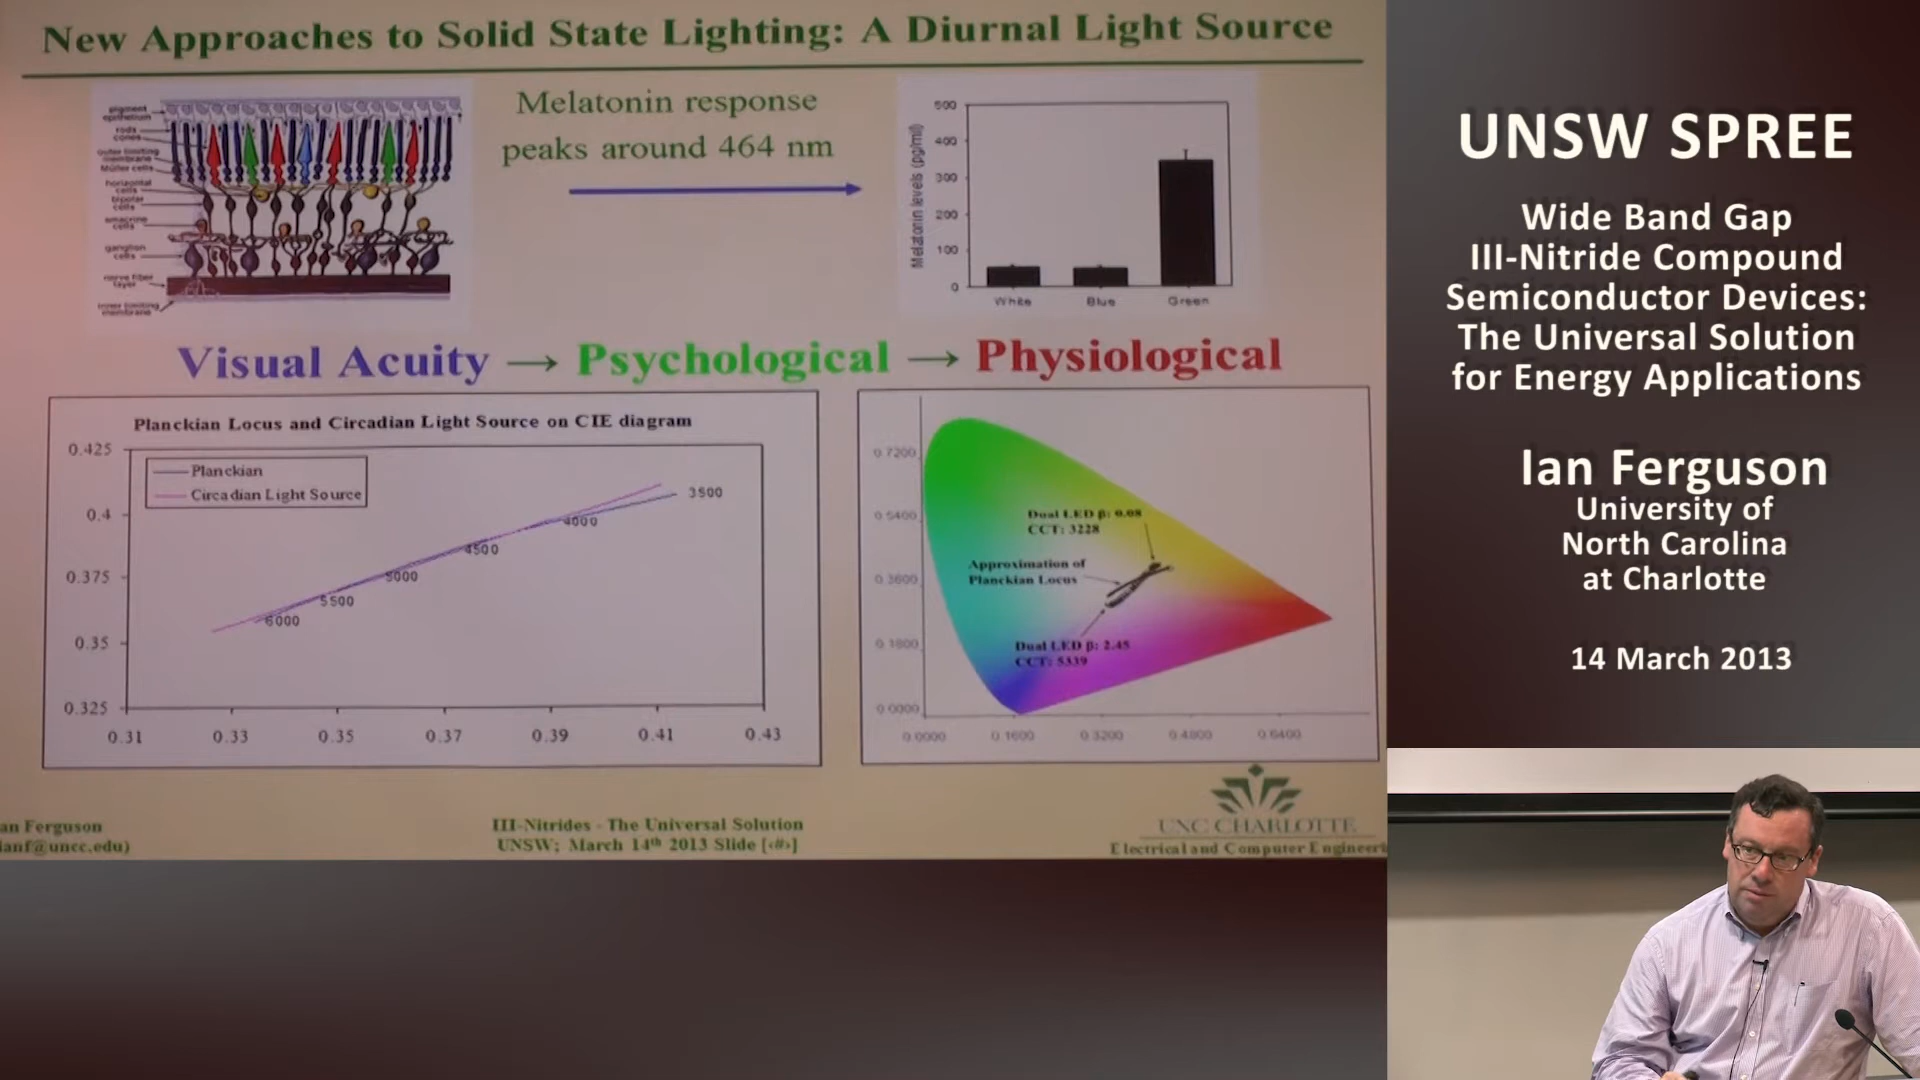 New Approaches to Solid State Lighting: A Diurnal Light Source
pigment
epithelium
rods
cones
outer limiting
membrane
Müller cells
horizontal
cells
bipolar
cells
amacrine
cells
ganglion
cells
nerve fiber
layer
inner limiting
membrane
Melatonin response
peaks around 464 nm
Melatonin levels (pg/ml)
500
400
300
200
100
0
White Blue Green
Visual Acuity → Psychological → Physiological
Planckian Locus and Circadian Light Source on CIE diagram
Planckian
Circadian Light Source
0.425
0.4
0.375
0.35
0.325
3500
4000
4500
5000
5500
6000
0.31 0.33 0.35 0.37 0.39 0.41 0.43
0.7200
0.5400
0.3600
0.1800
0.0000
Dual LED β: 0.08
CCT: 3228
Approximation of
Planckian Locus
Dual LED β: 2.45
CCT: 5339
0.0000 0.1600 0.3200 0.4800 0.6400
an Ferguson
ianf@uncc.edu)
III-Nitrides - The Universal Solution
UNSW; March 14th 2013 Slide [‹#›]
UNC CHARLOTTE
Electrical and Computer Engineeri
UNSW SPREE
Wide Band Gap
III-Nitride Compound
Semiconductor Devices:
The Universal Solution
for Energy Applications
Ian Ferguson
University of
North Carolina
at Charlotte
14 March 2013